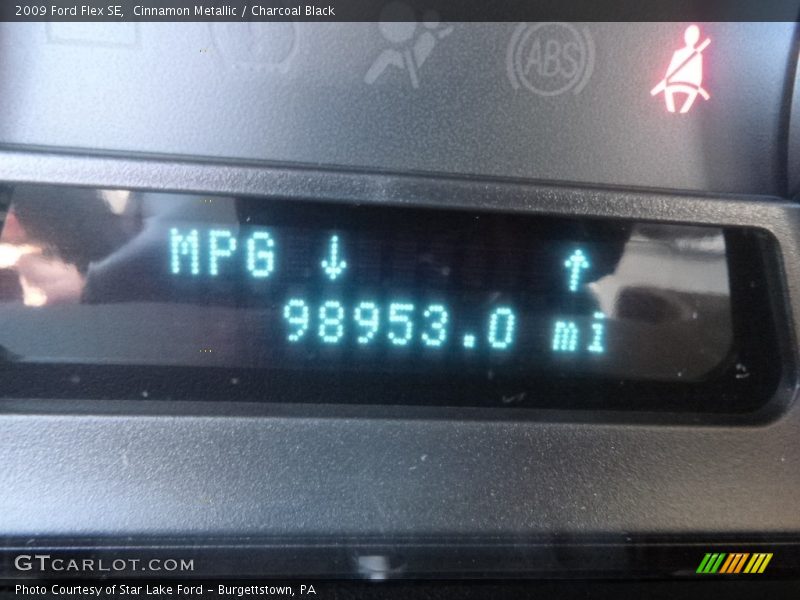 2009 Ford Flex SE,  Cinnamon Metallic / Charcoal Black
ABS
MPG ↓ ↑
98953.0 mi
GTCARLOT.COM
Photo Courtesy of Star Lake Ford - Burgettstown, PA